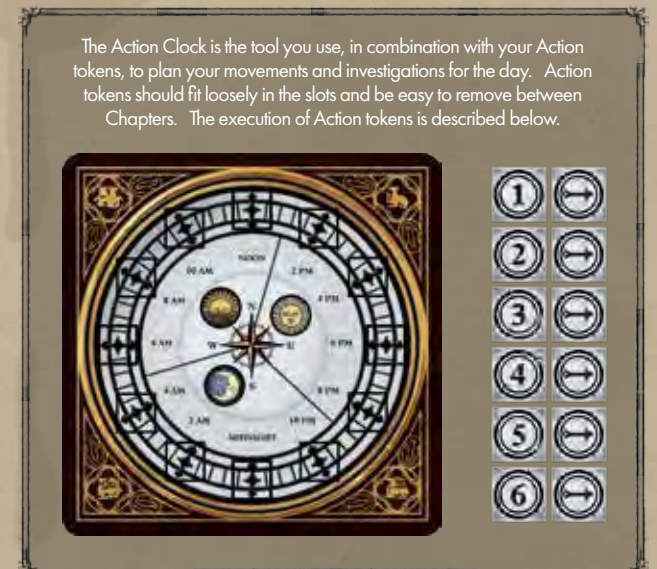 The Action Clock is the tool you use, in combination with your Action
tokens, to plan your movements and investigations for the day. Action
tokens should fit loosely in the slots and be easy to remove between
Chapters. The execution of Action tokens is described below.
NOON
10 AM 2 PM
8 AM 4 PM
N
6 AM W E 6 PM
S
4 AM 8 PM
2 AM 10 PM
MIDNIGHT
1
2
3
4
5
6